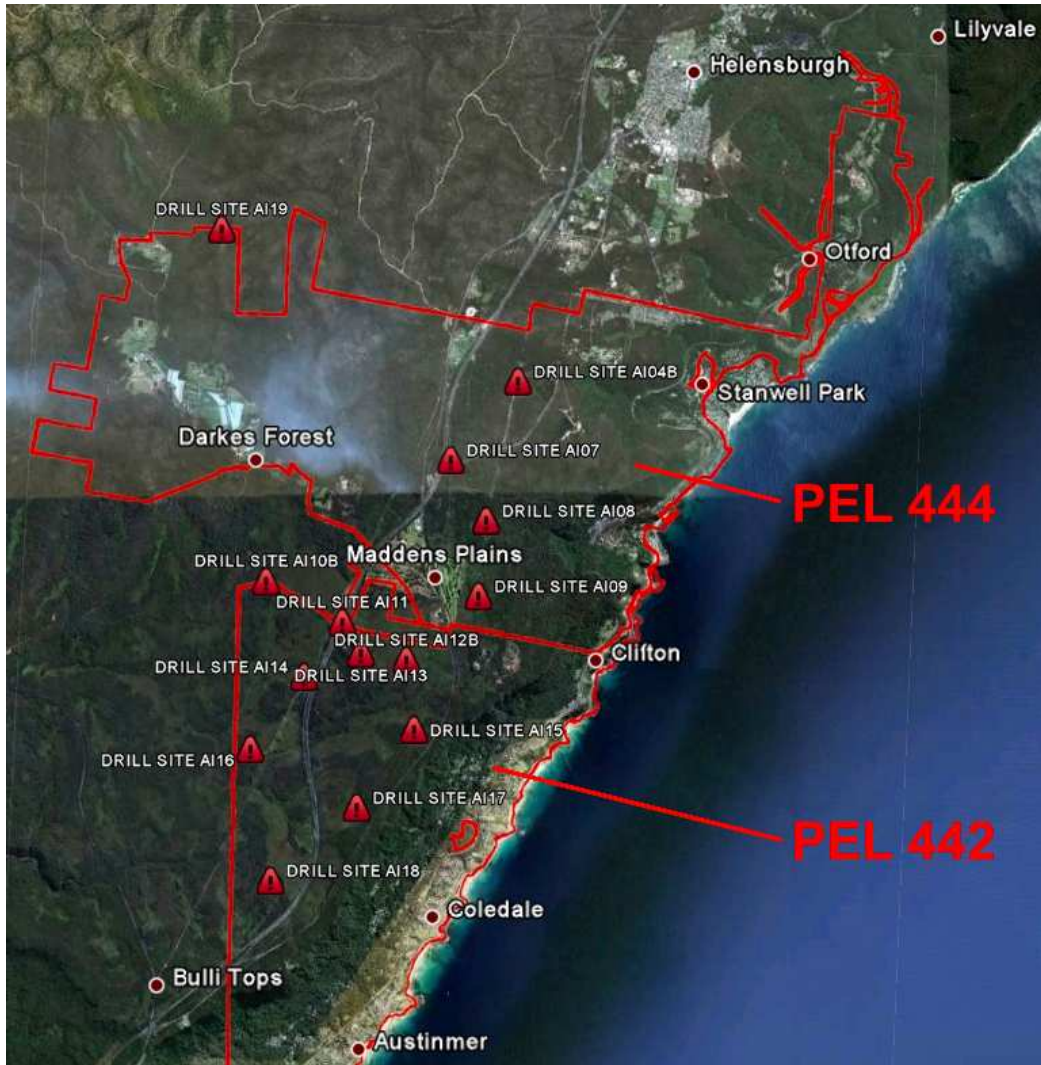 Lilyvale
Helensburgh
DRILL SITE AI19
Otford
DRILL SITE AI04B
Stanwell Park
Darkes Forest
DRILL SITE AI07
PEL 444
DRILL SITE AI08
Maddens Plains
DRILL SITE AI10B
DRILL SITE AI09
DRILL SITE AI11
DRILL SITE AI12B
Clifton
DRILL SITE AI14
DRILL SITE AI13
DRILL SITE AI15
DRILL SITE AI16
DRILL SITE AI17
PEL 442
DRILL SITE AI18
Coledale
Bulli Tops
Austinmer